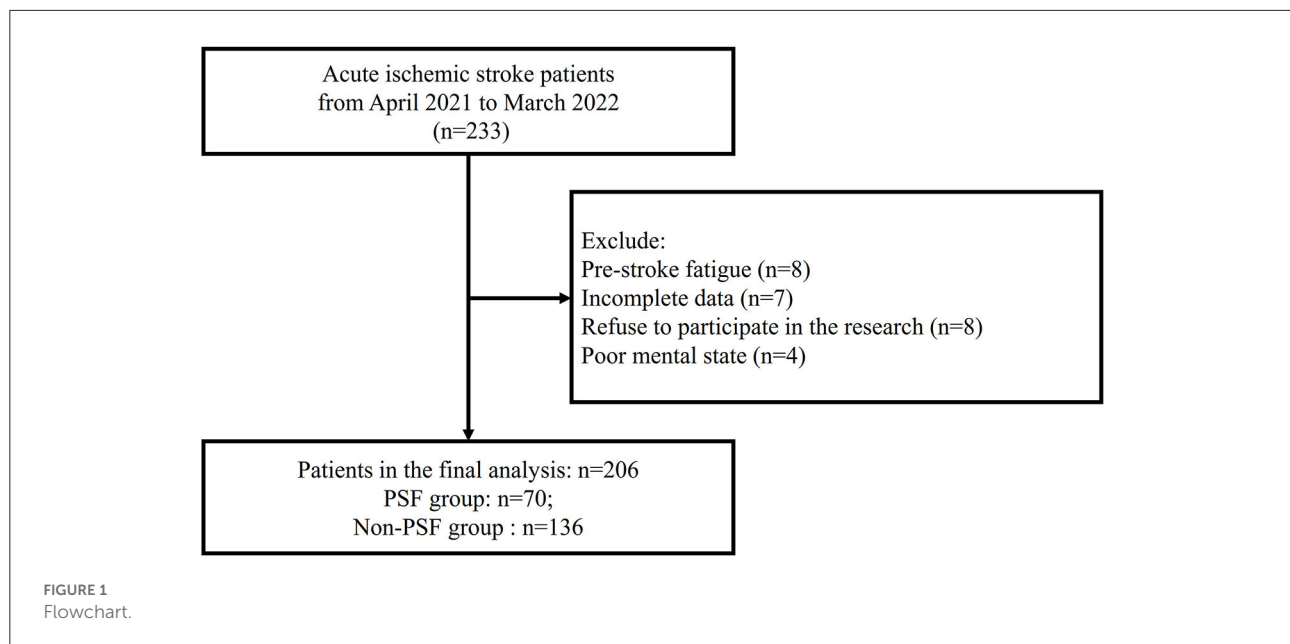 Acute ischemic stroke patients
from April 2021 to March 2022
(n=233)
Exclude:
Pre-stroke fatigue (n=8)
Incomplete data (n=7)
Refuse to participate in the research (n=8)
Poor mental state (n=4)
Patients in the final analysis: n=206
PSF group: n=70;
Non-PSF group : n=136
FIGURE 1
Flowchart.